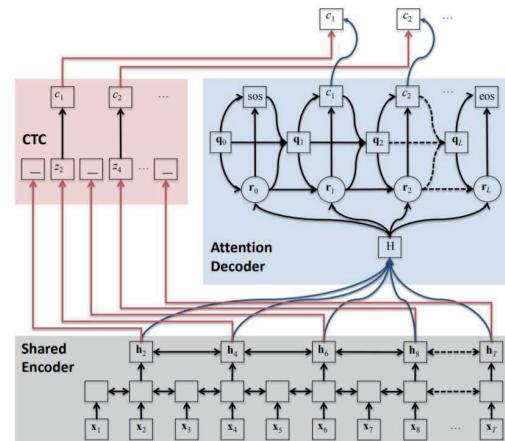 c1 c2 ...
c1 c2 ...
CTC
_ z2 _ z4 ... _
sos c1 c2 ... eos
q0 q1 q2 qL
r0 r1 r2 rL
H
Attention
Decoder
Shared
Encoder
h2 h4 h6 h8 hT
x1 x2 x3 x4 x5 x6 x7 x8 ... xT